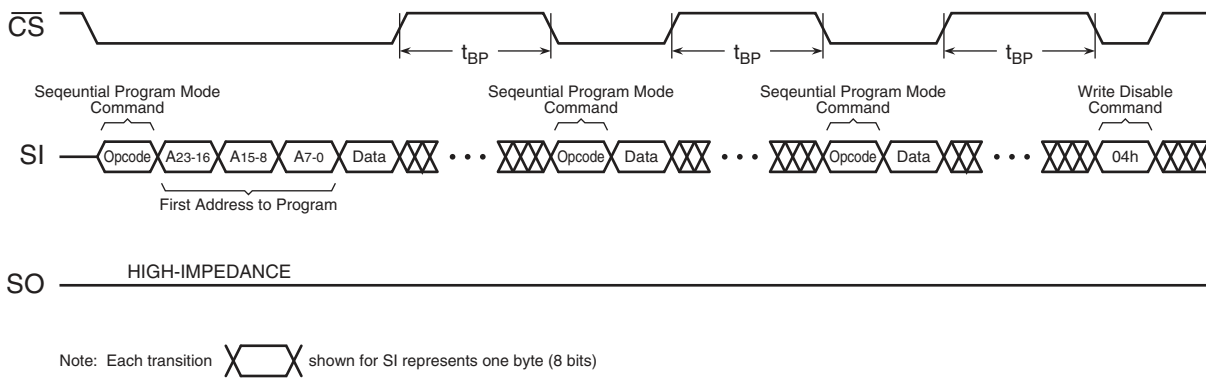 CS
tBP tBP tBP
Seqeuntial Program Mode Command
Seqeuntial Program Mode Command
Seqeuntial Program Mode Command
Write Disable Command
SI Opcode A23-16 A15-8 A7-0 Data • • • Opcode Data • • • Opcode Data • • • 04h
First Address to Program
HIGH-IMPEDANCE
SO
Note: Each transition shown for SI represents one byte (8 bits)